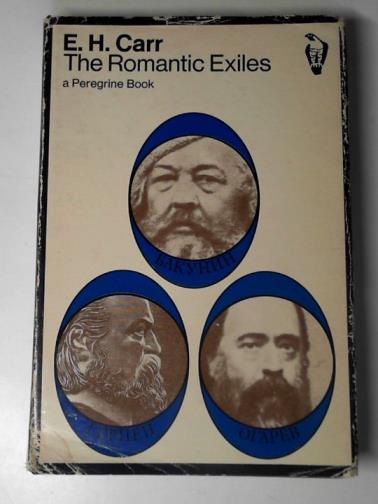 E. H. Carr
The Romantic Exiles
a Peregrine Book
БАКУНИН
ГЕРЦЕН
ОГАРЕВ